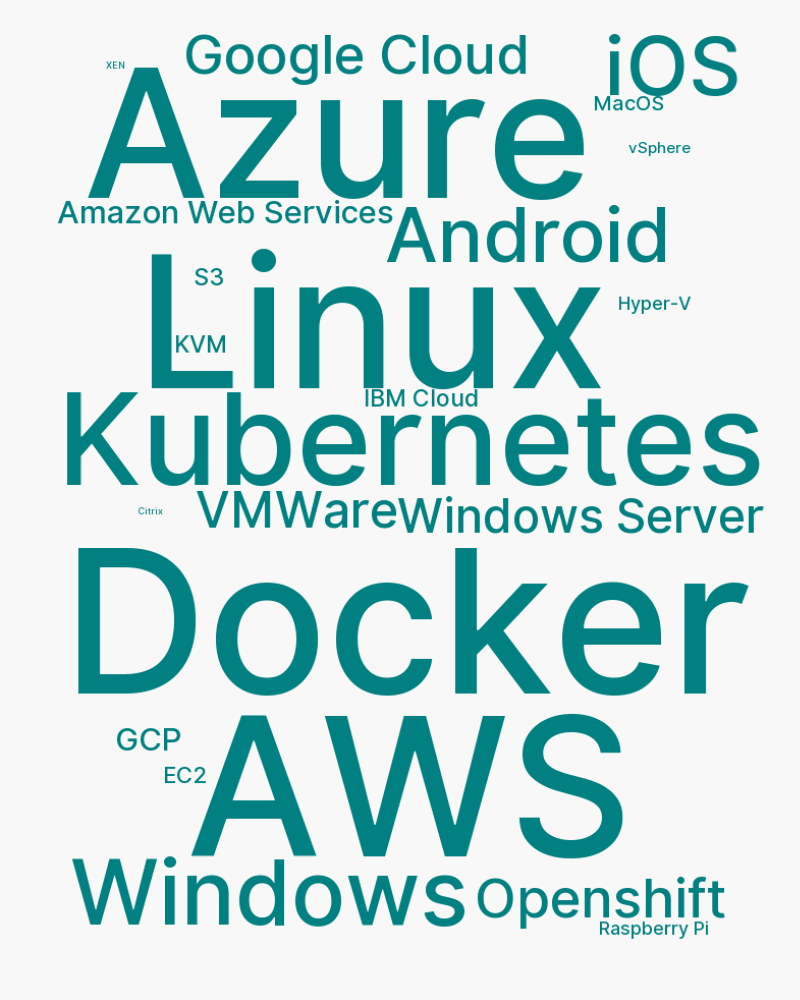 Google Cloud
iOS
XEN
Azure
MacOS
vSphere
Amazon Web Services
Android
Linux
S3
Hyper-V
KVM
IBM Cloud
Kubernetes
Citrix
VMWare
Windows Server
Docker
AWS
GCP
EC2
Windows
Openshift
Raspberry Pi